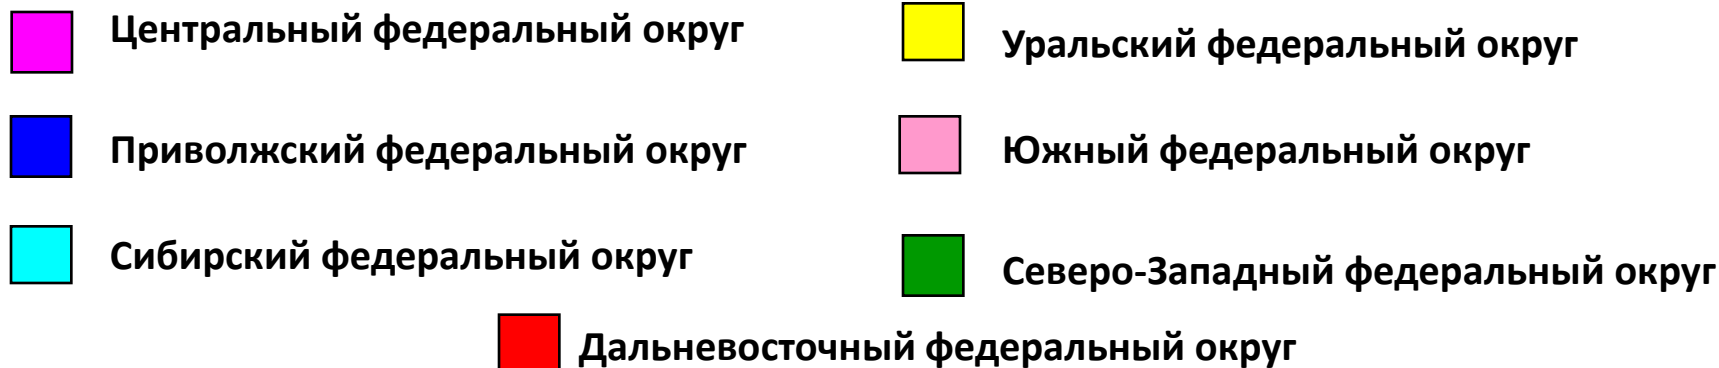 Центральный федеральный округ
Уральский федеральный округ
Приволжский федеральный округ
Южный федеральный округ
Сибирский федеральный округ
Северо-Западный федеральный округ
Дальневосточный федеральный округ